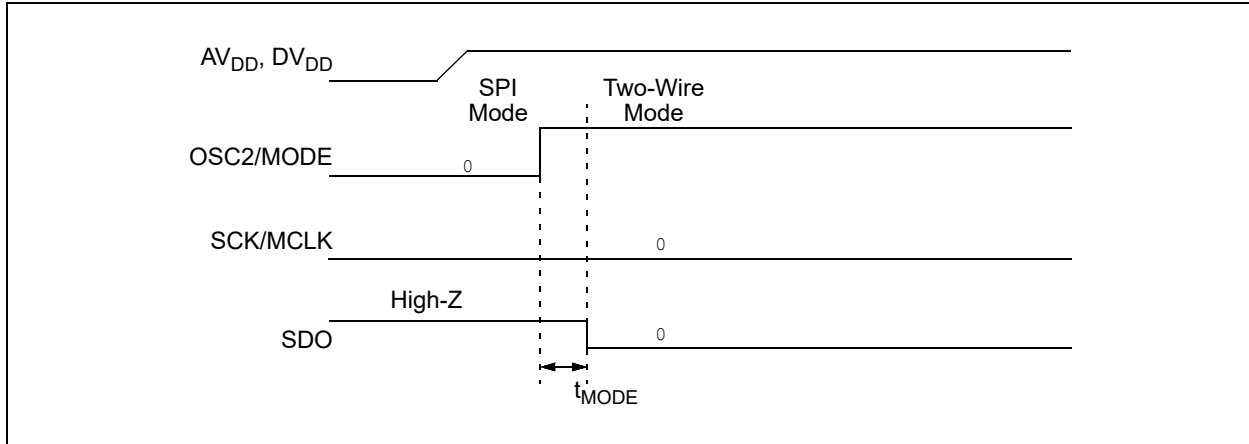 AVDD, DVDD
SPI Mode
Two-Wire Mode
OSC2/MODE
0
SCK/MCLK
0
High-Z
SDO
0
tMODE